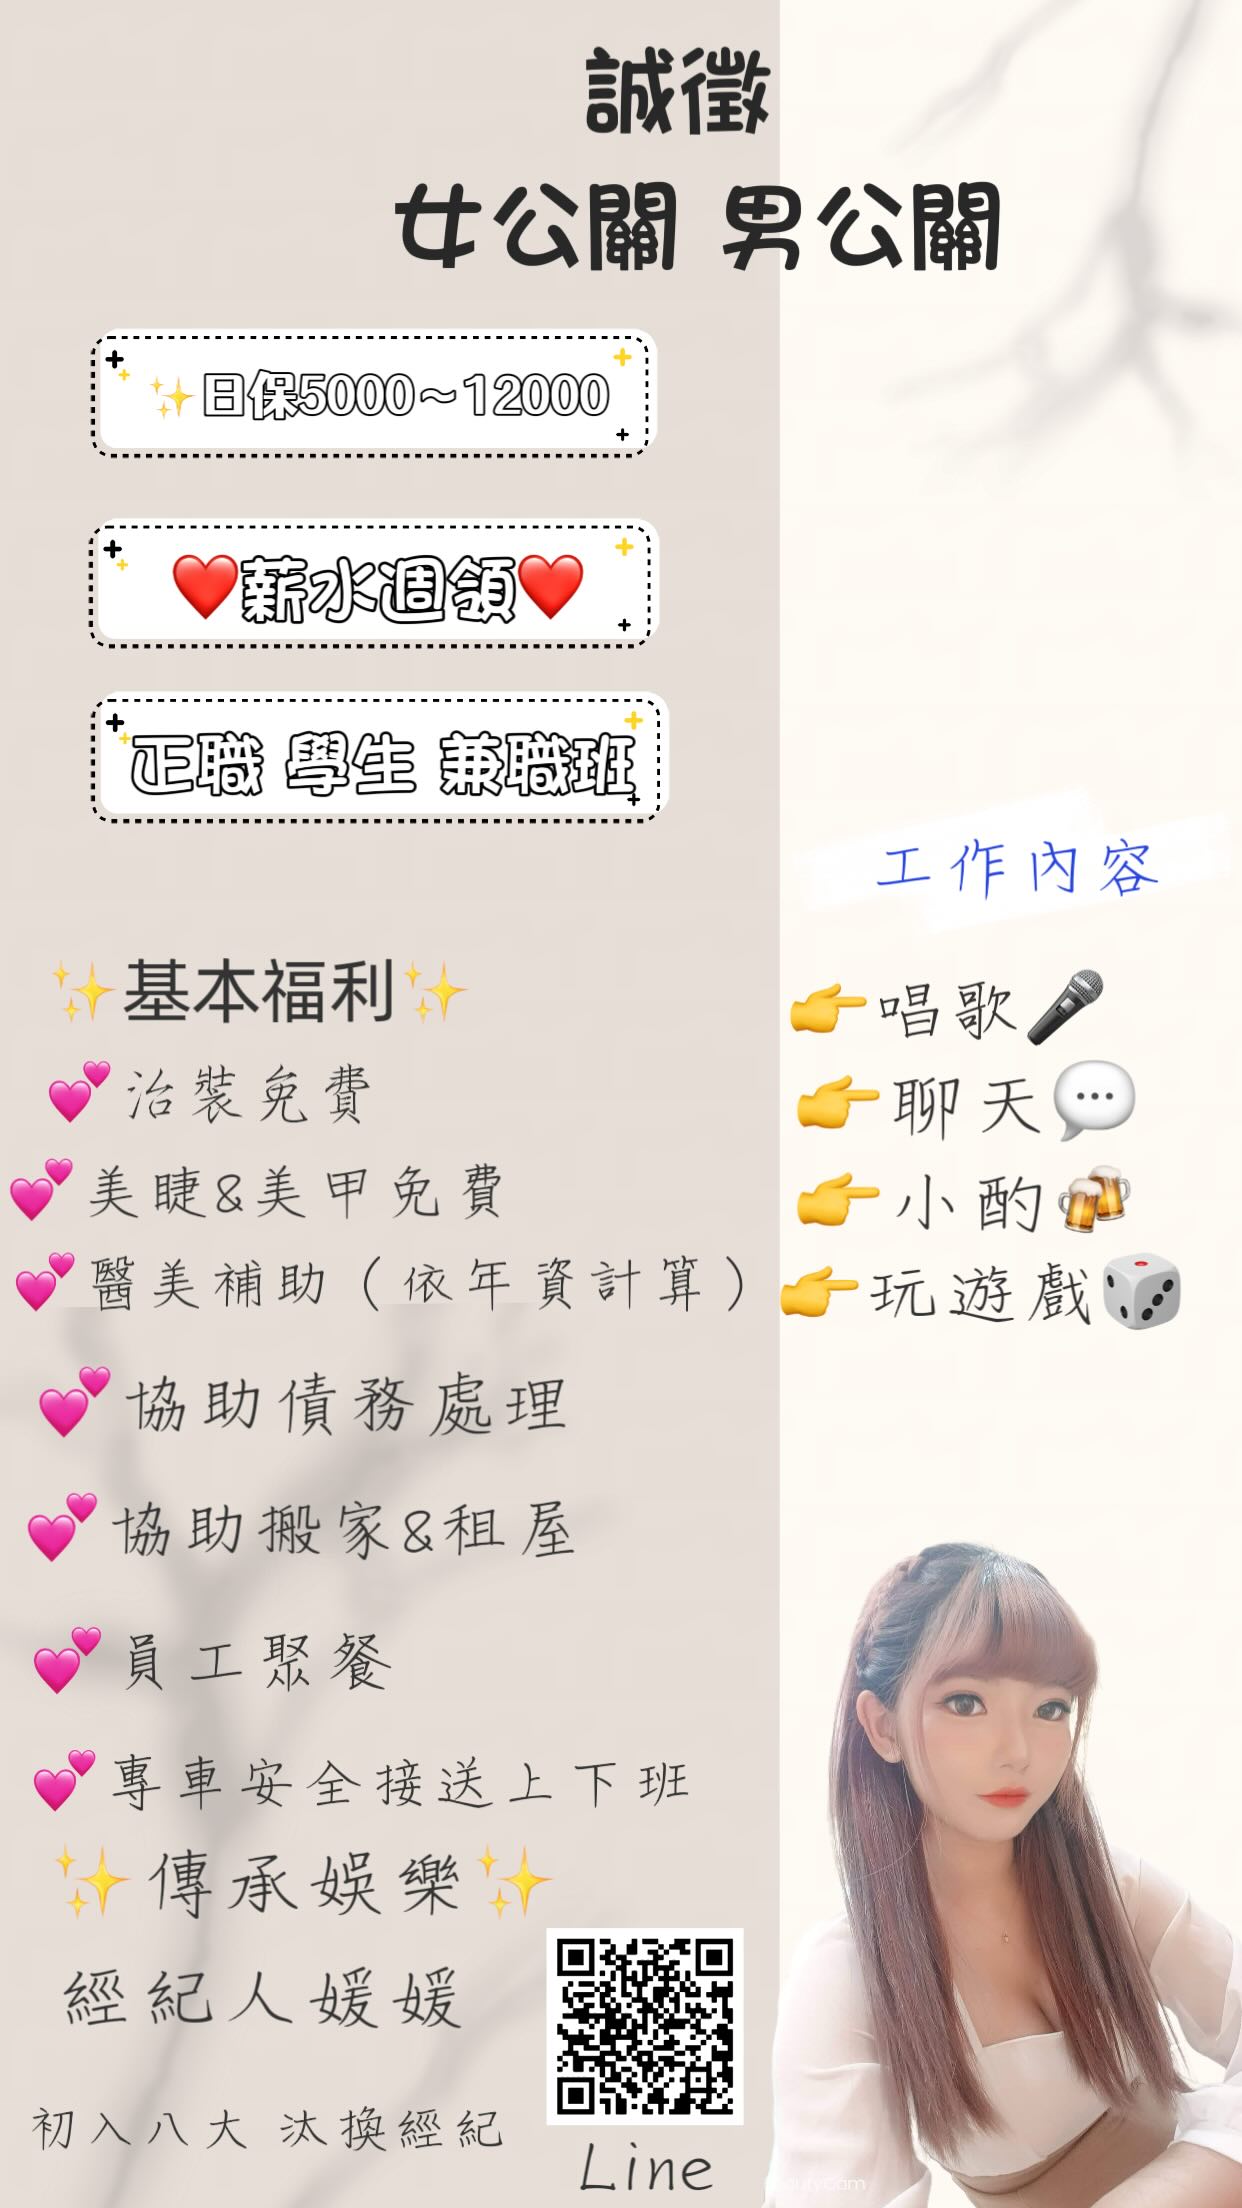 誠徵
女公關 男公關
日保5000～12000
薪水週領
正職 學生 兼職班
工作內容
唱歌
聊天
小酌
玩遊戲
基本福利
治裝免費
美睫&美甲免費
醫美補助（依年資計算）
協助債務處理
協助搬家&租屋
員工聚餐
專車安全接送上下班
傳承娛樂
經紀人媛媛
初入八大 汰換經紀
Line